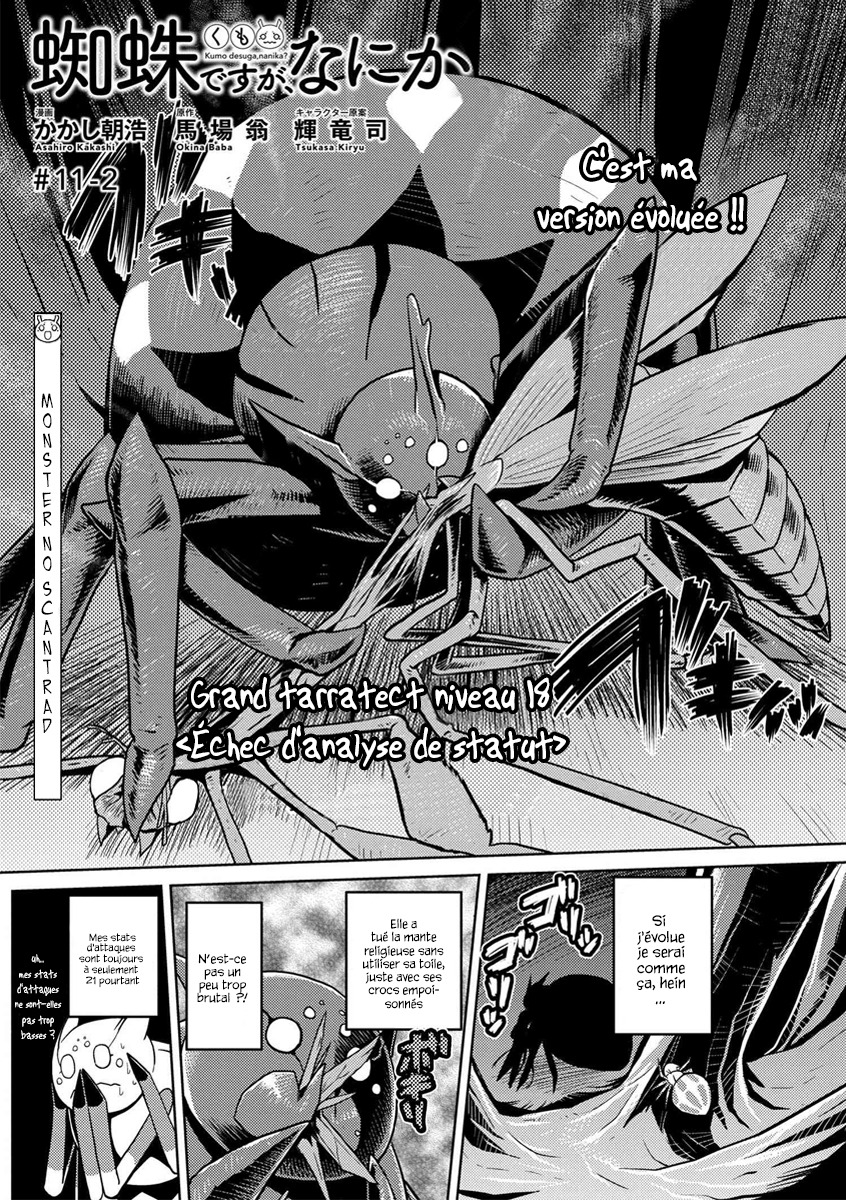 くも
Kumo desuga,nanika?
蜘蛛ですが、なにか
漫画
かかし朝浩
Asahiro Kakashi
原作
馬場翁
Okina Baba
キャラクター原案
輝竜司
Tsukasa Kiryu
#11-2
C'est ma
version évoluée !!
MONSTER NO SCANTRAD
Grand tarratect niveau 18
<Échec d'analyse de statut>
Si
j'évolue
je serai
comme
ça, hein
...
Elle a
tué la mante
religieuse sans
utiliser sa toile,
juste avec ses
crocs empoi-
sonnés
N'est-ce
pas un
peu trop
brutal ?!
Mes stats
d'attaques
sont toujours
à seulement
21 pourtant
uh..
mes stats
d'attaques
ne sont-elles
pas trop
basses ?